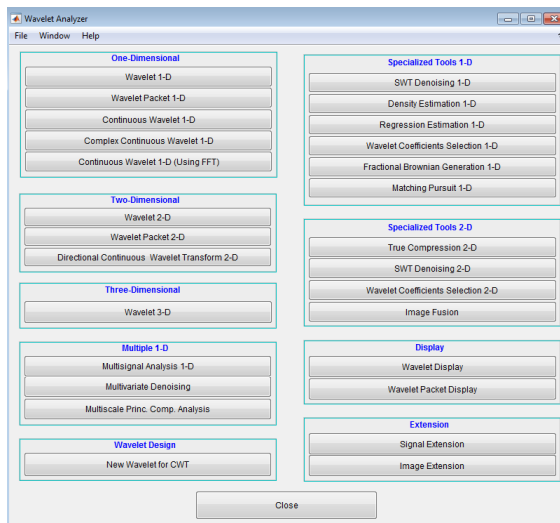 Wavelet Analyzer
File Window Help
One-Dimensional
Wavelet 1-D
Wavelet Packet 1-D
Continuous Wavelet 1-D
Complex Continuous Wavelet 1-D
Continuous Wavelet 1-D (Using FFT)
Two-Dimensional
Wavelet 2-D
Wavelet Packet 2-D
Directional Continuous Wavelet Transform 2-D
Three-Dimensional
Wavelet 3-D
Multiple 1-D
Multisignal Analysis 1-D
Multivariate Denoising
Multiscale Princ. Comp. Analysis
Wavelet Design
New Wavelet for CWT
Specialized Tools 1-D
SWT Denoising 1-D
Density Estimation 1-D
Regression Estimation 1-D
Wavelet Coefficients Selection 1-D
Fractional Brownian Generation 1-D
Matching Pursuit 1-D
Specialized Tools 2-D
True Compression 2-D
SWT Denoising 2-D
Wavelet Coefficients Selection 2-D
Image Fusion
Display
Wavelet Display
Wavelet Packet Display
Extension
Signal Extension
Image Extension
Close